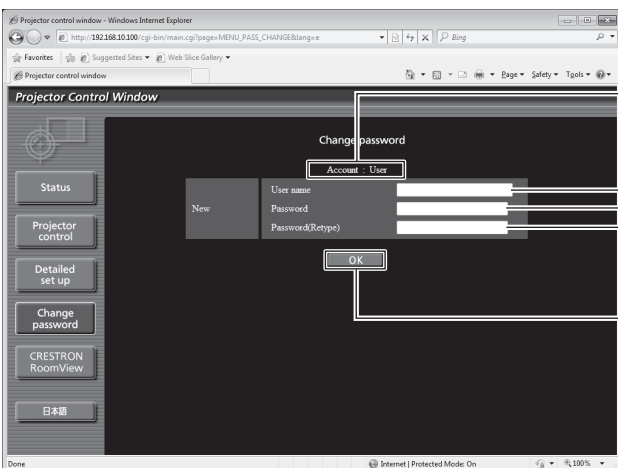 Projector control window - Windows Internet Explorer
http://192.168.10.100/cgi-bin/main.cgi?page=MENU_PASS_CHANGE&lang=e
Bing
Favorites Suggested Sites Web Slice Gallery
Projector control window
Page Safety Tools
Projector Control Window
Change password
Account : User
Status
User name
New Password
Password(Retype)
Projector
control
OK
Detailed
set up
Change
password
CRESTRON
RoomView
日本語
Done
Internet | Protected Mode: On
100%